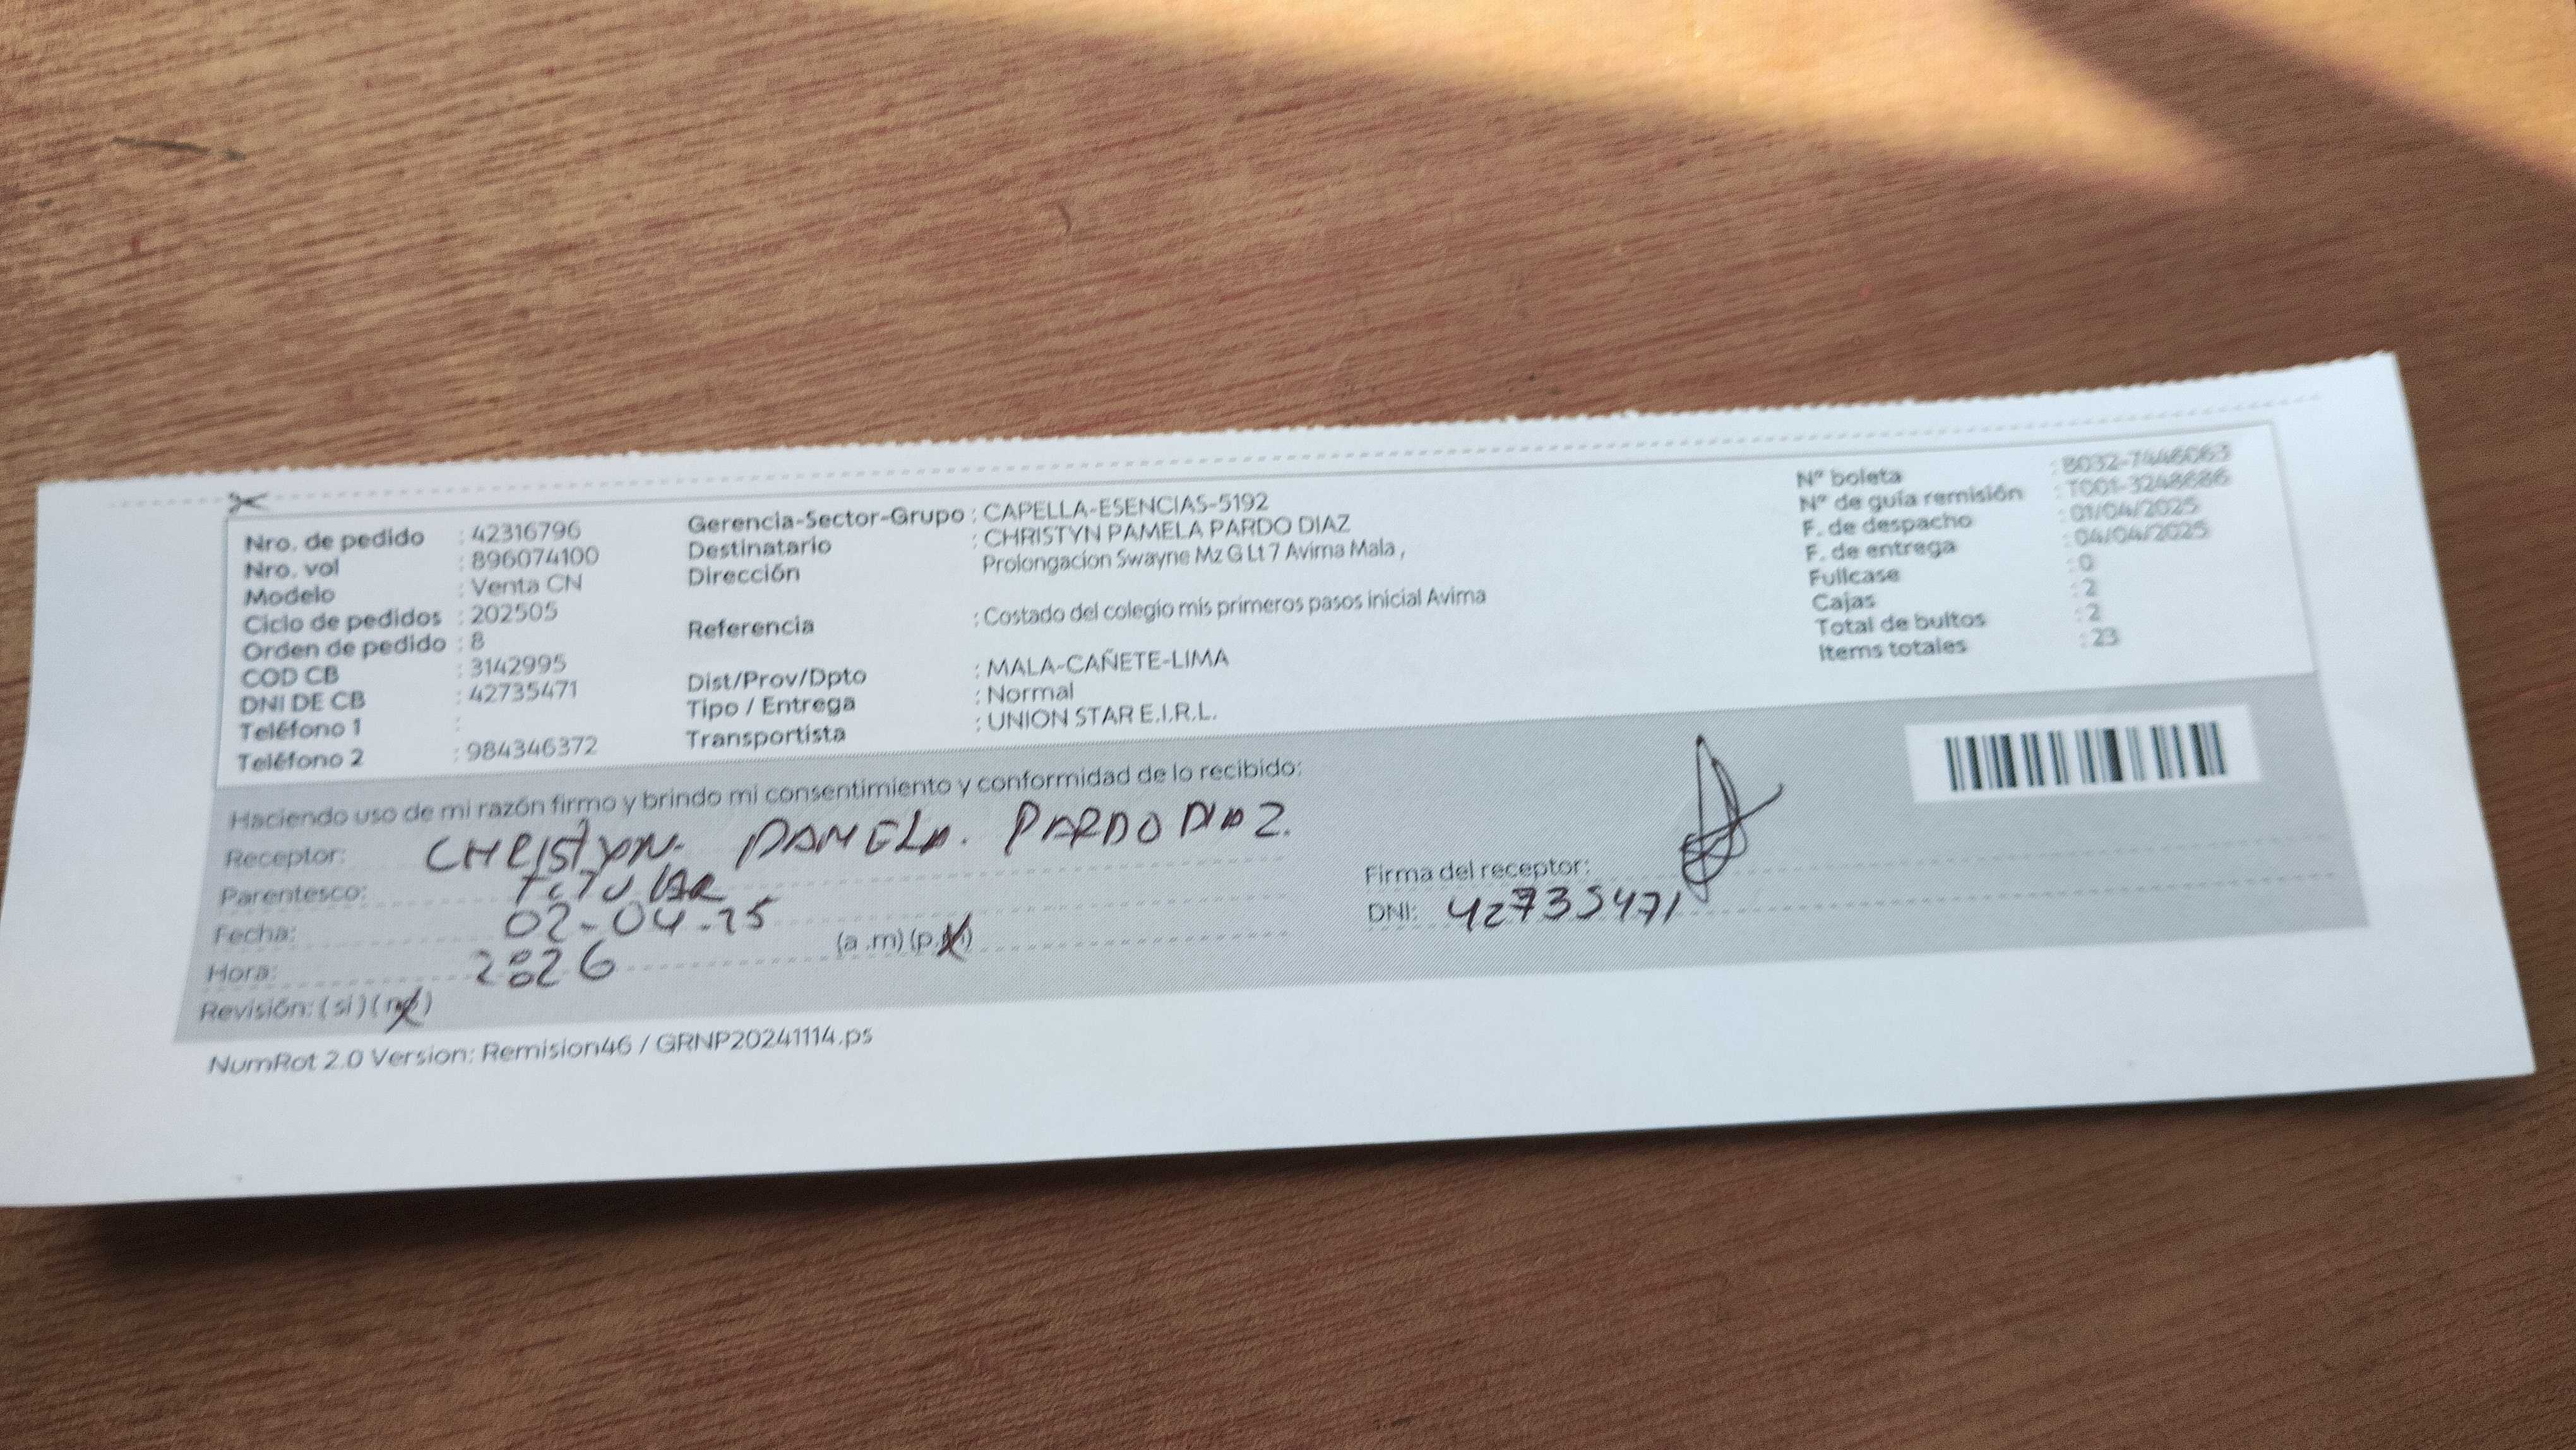 Nro. de pedido : 42316796
Nro. vol : 896074100
Modelo : Venta CN
Ciclo de pedidos : 202505
Orden de pedido : 8
COD CB : 3142995
DNI DE CB : 42735471
Teléfono 1 :
Teléfono 2 : 984346372
Gerencia-Sector-Grupo : CAPELLA-ESENCIAS-5192
Destinatario : CHRISTYN PAMELA PARDO DIAZ
Dirección Prolongacion Swayne Mz G Lt 7 Avima Mala ,
Referencia : Costado del colegio mis primeros pasos inicial Avima
Dist/Prov/Dpto : MALA-CAÑETE-LIMA
Tipo / Entrega : Normal
Transportista : UNION STAR E.I.R.L.
N° boleta
N° de guía remisión : T001-3248686
F. de despacho : 01/04/2025
F. de entrega : 04/04/2025
Fullcase : 0
Cajas : 2
Total de bultos : 2
Items totales : 23
Haciendo uso de mi razón firmo y brindo mi consentimiento y conformidad de lo recibido:
Receptor: CHRISTYN. PAMELA. PARDO DIAZ.
Parentesco: TITULAR
Fecha: 02-04-25
Hora: 2:26 (a .m) (p.m)
Revisión: ( si ) ( no )
Firma del receptor:
DNI: 42735471
NumRot 2.0 Version: Remision46 / GRNP20241114.ps